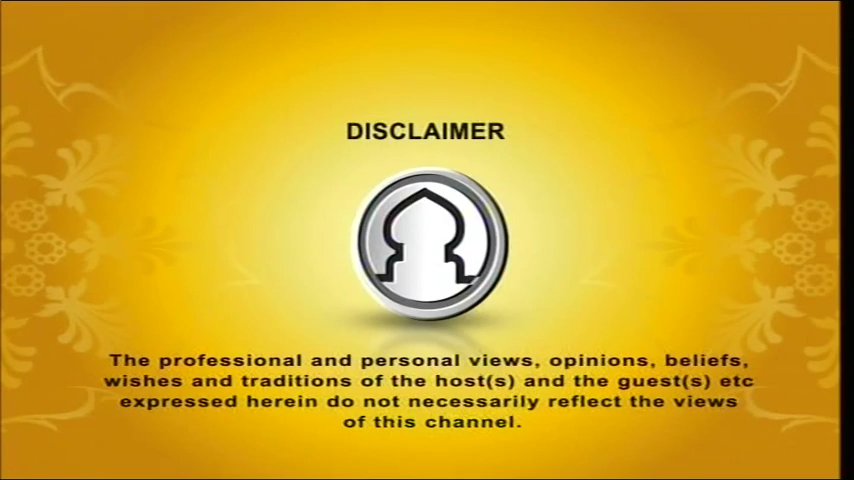 DISCLAIMER
The professional and personal views, opinions, beliefs,
wishes and traditions of the host(s) and the guest(s) etc
expressed herein do not necessarily reflect the views
of this channel.